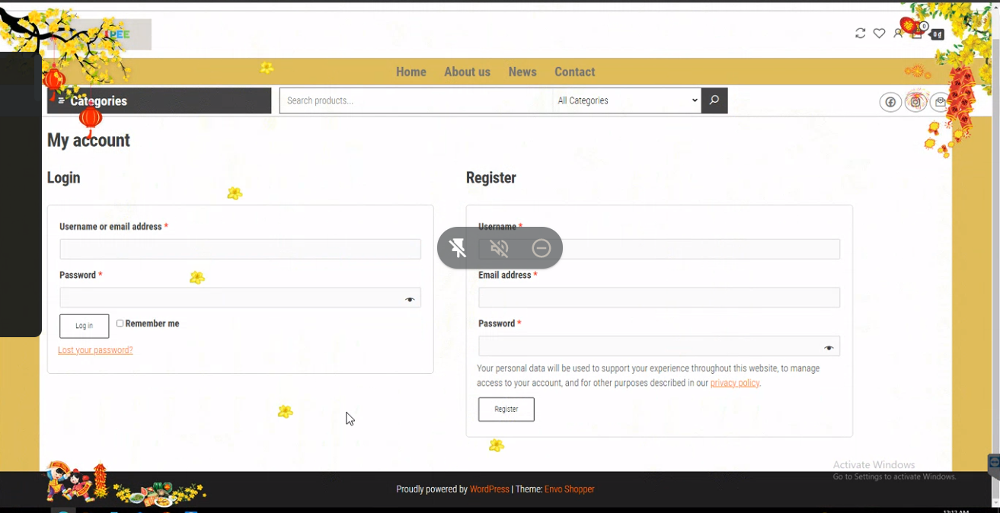 PEE
0
0 ₫
Home About us News Contact
Categories
Search products...
All Categories
My account
Login
Username or email address *
Password *
Log in
Remember me
Lost your password?
Register
Username *
Email address *
Password *
Your personal data will be used to support your experience throughout this website, to manage
access to your account, and for other purposes described in our privacy policy.
Register
Activate Windows
Go to Settings to activate Windows.
Proudly powered by WordPress | Theme: Envo Shopper